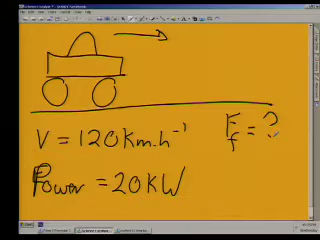 V = 120 Km.h⁻¹
F_f = ?
Power = 20 KW